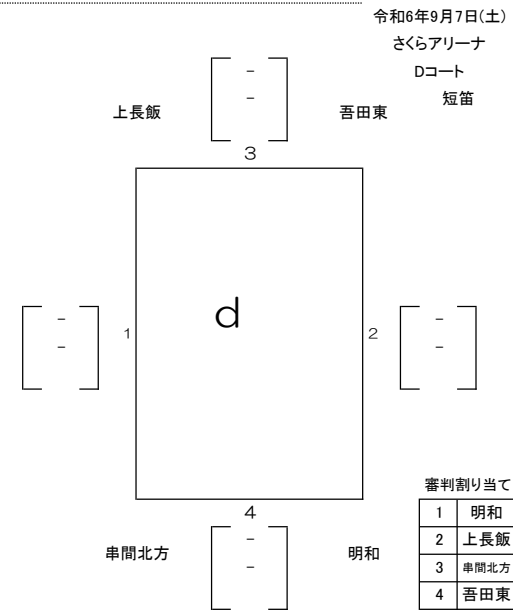 令和6年9月7日(土)
さくらアリーナ
Dコート
短笛
-
-
上長飯
吾田東
3
d
-
-
1
2
-
-
4
-
-
串間北方
明和
審判割り当て
1 明和
2 上長飯
3 串間北方
4 吾田東